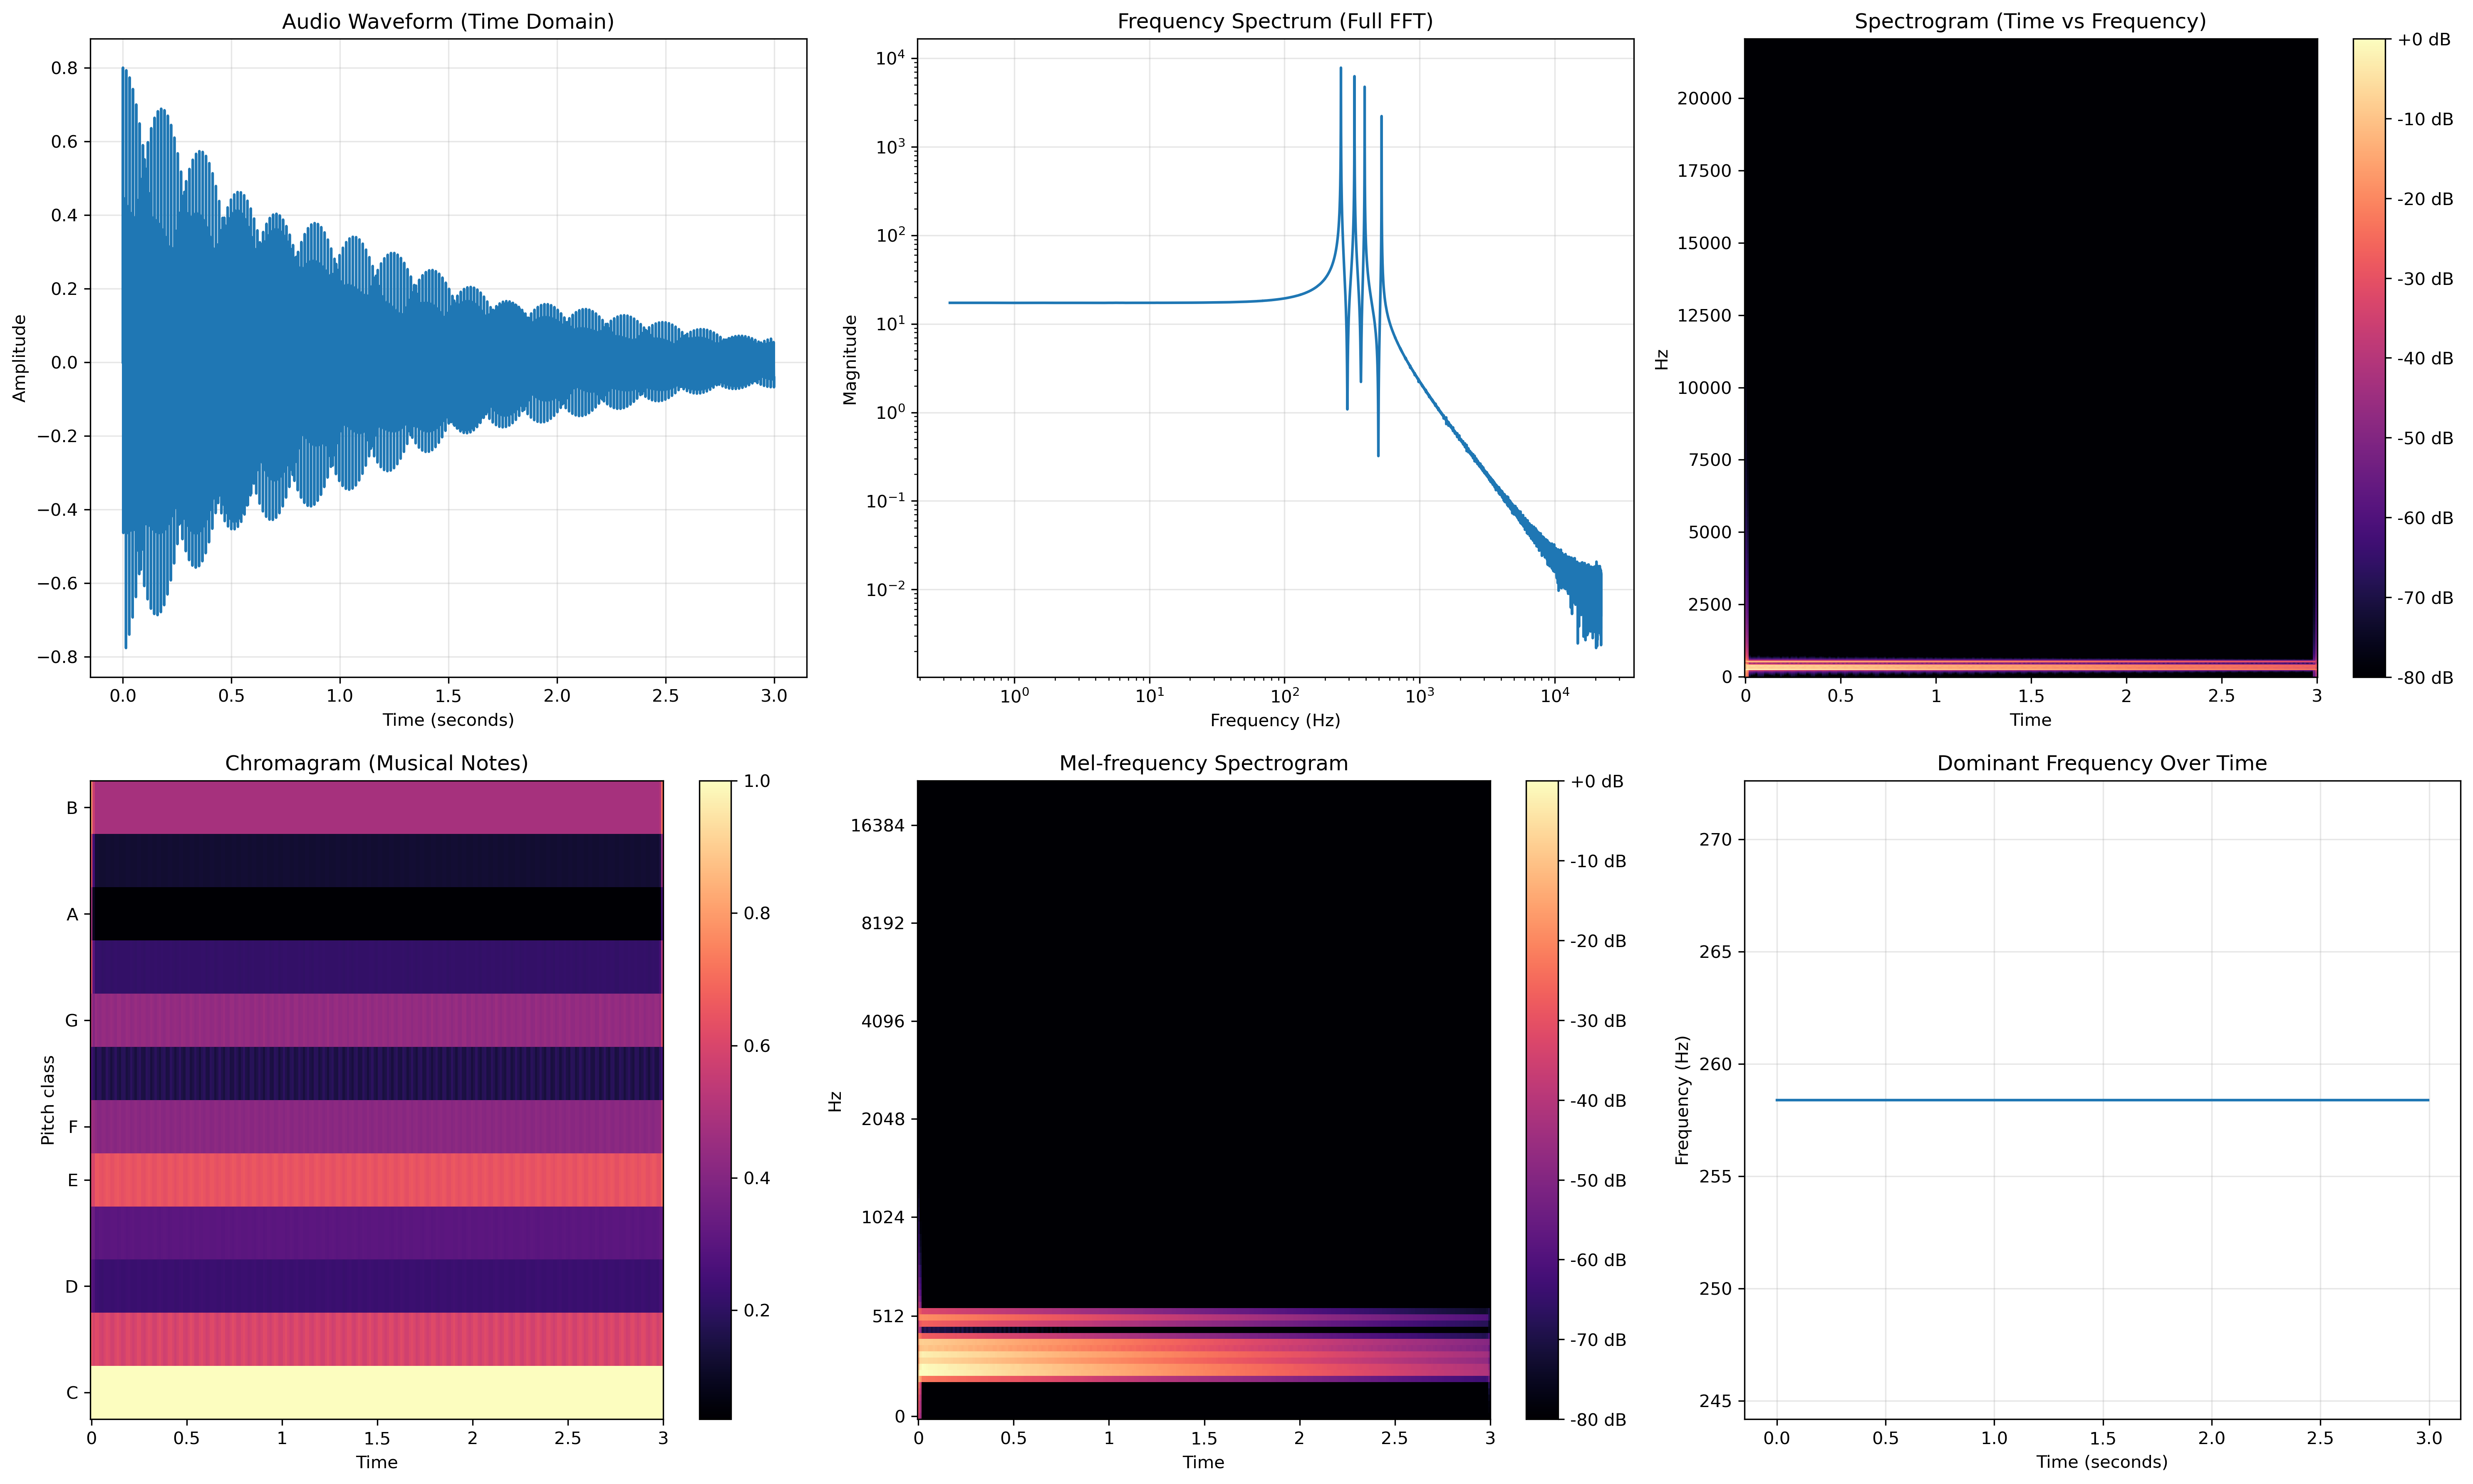 Audio Waveform (Time Domain)
Amplitude
0.8
0.6
0.4
0.2
0.0
−0.2
−0.4
−0.6
−0.8
0.0 0.5 1.0 1.5 2.0 2.5 3.0
Time (seconds)
Frequency Spectrum (Full FFT)
Magnitude
10⁴
10³
10²
10¹
10⁰
10⁻¹
10⁻²
10⁰ 10¹ 10² 10³ 10⁴
Frequency (Hz)
Spectrogram (Time vs Frequency)
Hz
20000
17500
15000
12500
10000
7500
5000
2500
0
0 0.5 1 1.5 2 2.5 3
Time
+0 dB
-10 dB
-20 dB
-30 dB
-40 dB
-50 dB
-60 dB
-70 dB
-80 dB
Chromagram (Musical Notes)
Pitch class
B
A
G
F
E
D
C
0 0.5 1 1.5 2 2.5 3
Time
1.0
0.8
0.6
0.4
0.2
Mel-frequency Spectrogram
Hz
16384
8192
4096
2048
1024
512
0
0 0.5 1 1.5 2 2.5 3
Time
+0 dB
-10 dB
-20 dB
-30 dB
-40 dB
-50 dB
-60 dB
-70 dB
-80 dB
Dominant Frequency Over Time
Frequency (Hz)
270
265
260
255
250
245
0.0 0.5 1.0 1.5 2.0 2.5 3.0
Time (seconds)